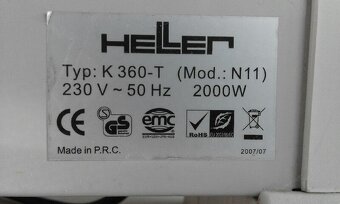 HELLER
Typ: K 360-T (Mod.: N11)
230 V ~ 50 Hz 2000W
CE GS emc RoHS
Made in P.R.C.
2007/07